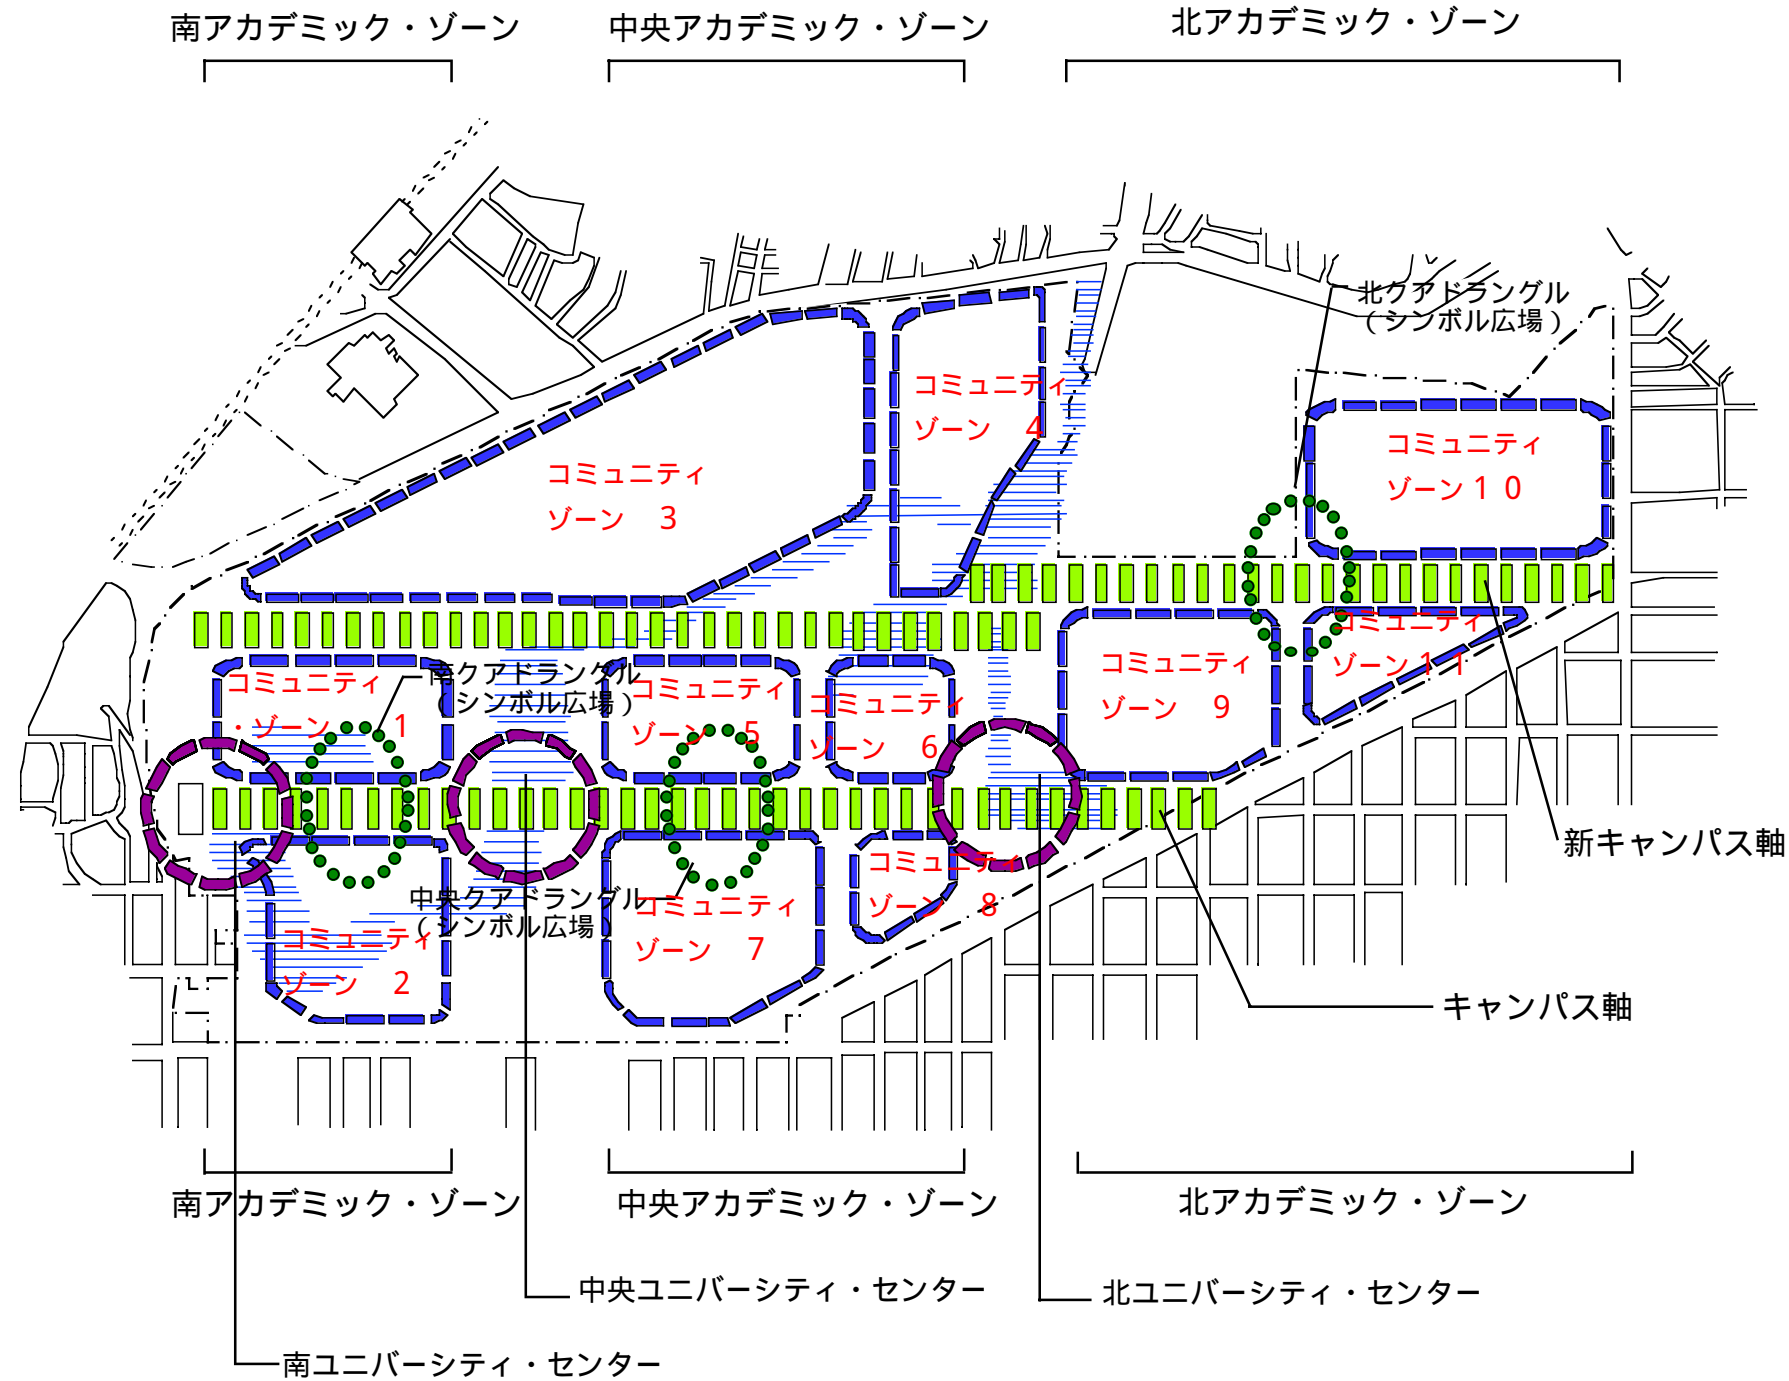 南アカデミック・ゾーン
中央アカデミック・ゾーン
北アカデミック・ゾーン
北クアドラングル
（シンボル広場）
コミュニティ
ゾーン　4
コミュニティ
ゾーン１０
コミュニティ
ゾーン　3
コミュニティ
ゾーン１１
コミュニティ
ゾーン　9
南クアドラングル
（シンボル広場）
コミュニティ
・ゾーン　1
コミュニティ
ゾーン　5
コミュニティ
ゾーン　6
新キャンパス軸
コミュニティ
ゾーン　8
中央クアドラングル
（シンボル広場）
コミュニティ
ゾーン　7
コミュニティ
ゾーン　2
キャンパス軸
南アカデミック・ゾーン
中央アカデミック・ゾーン
北アカデミック・ゾーン
中央ユニバーシティ・センター
北ユニバーシティ・センター
南ユニバーシティ・センター